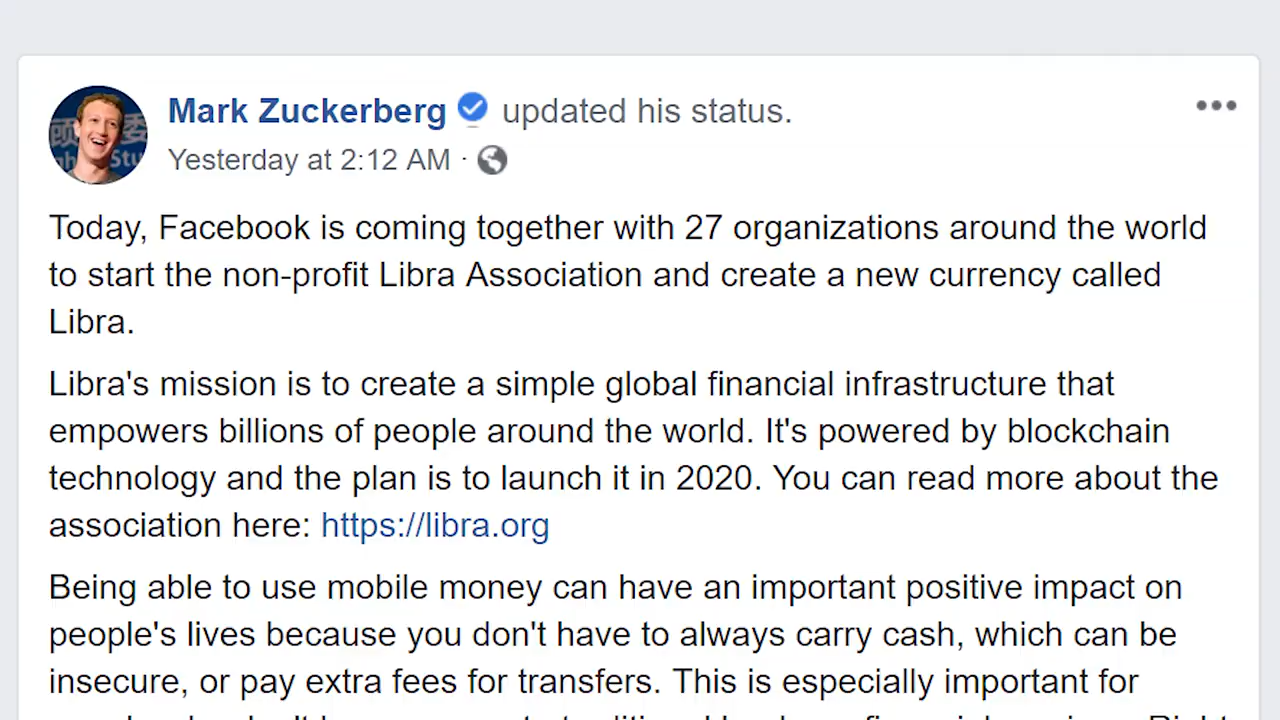 Mark Zuckerberg updated his status.
Yesterday at 2:12 AM ·
Today, Facebook is coming together with 27 organizations around the world
to start the non-profit Libra Association and create a new currency called
Libra.
Libra's mission is to create a simple global financial infrastructure that
empowers billions of people around the world. It's powered by blockchain
technology and the plan is to launch it in 2020. You can read more about the
association here: https://libra.org
Being able to use mobile money can have an important positive impact on
people's lives because you don't have to always carry cash, which can be
insecure, or pay extra fees for transfers. This is especially important for